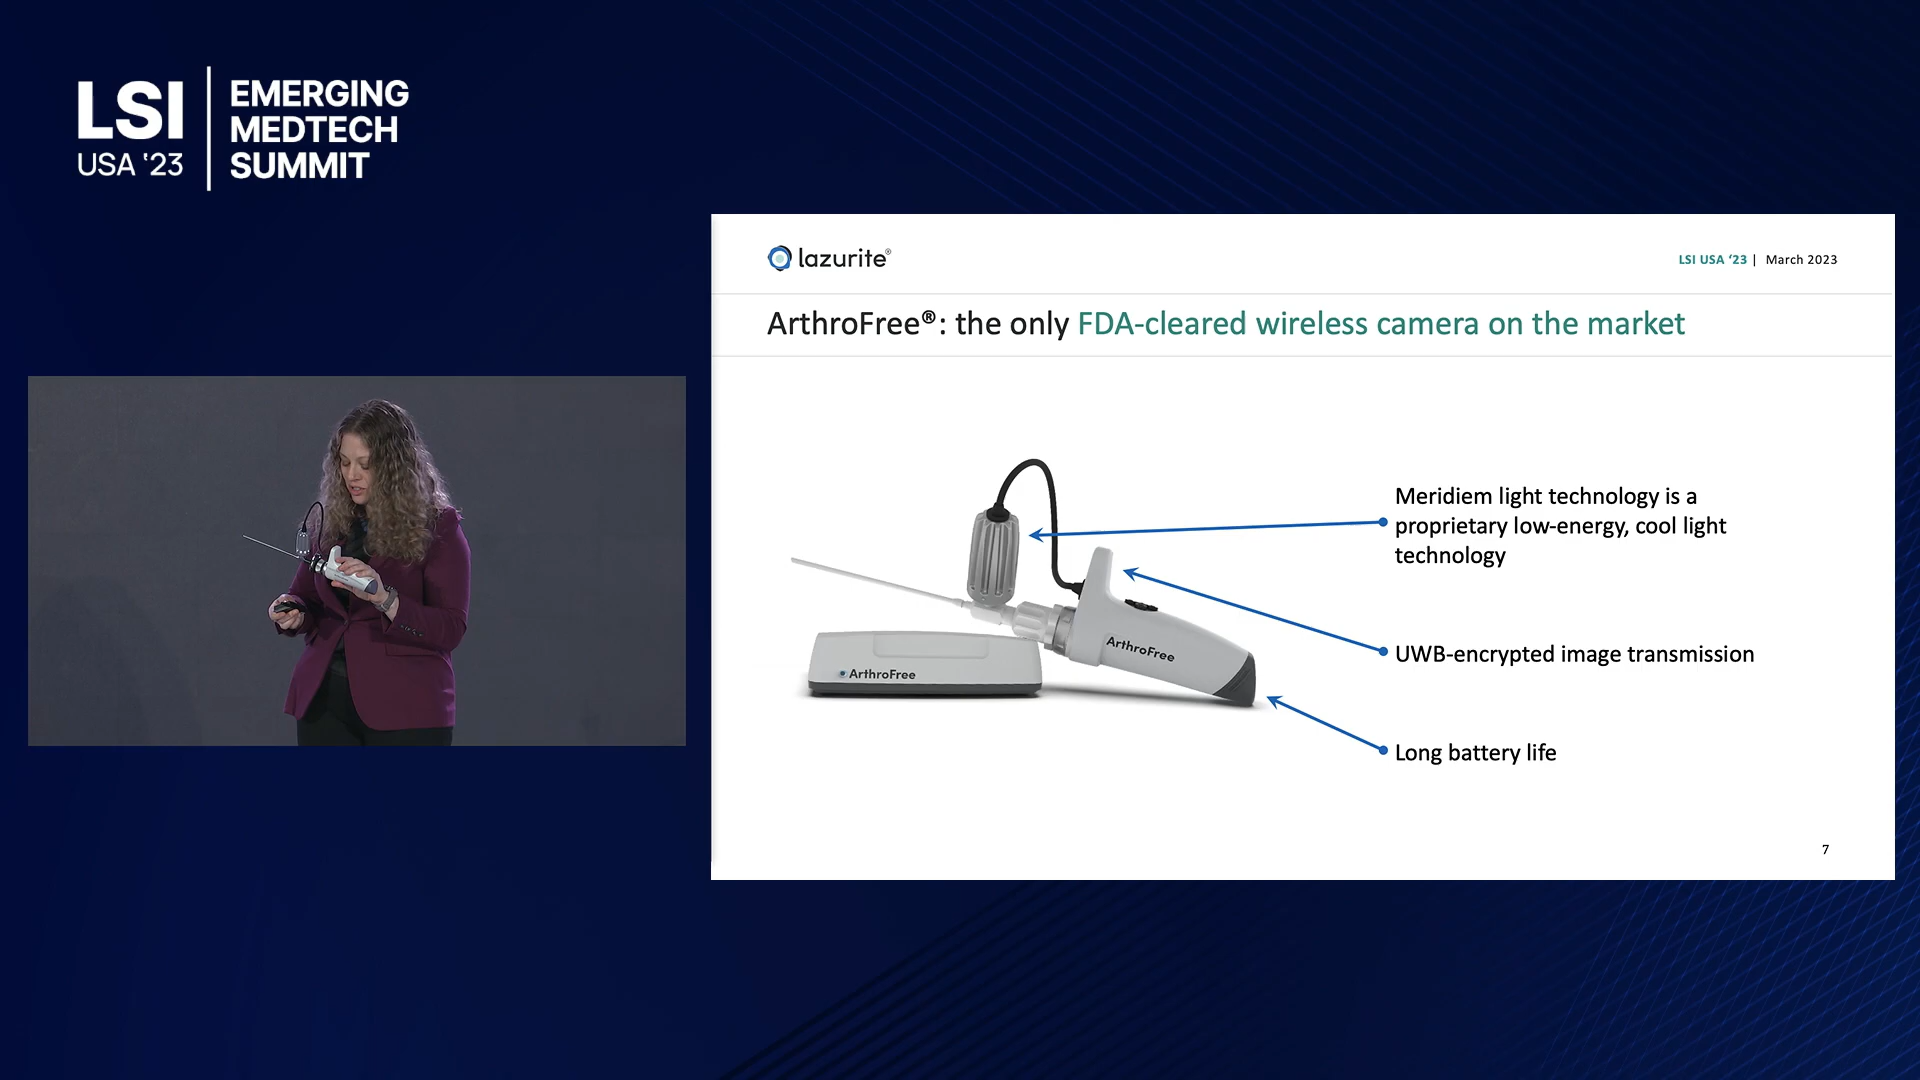 LSI
USA ‘23
EMERGING
MEDTECH
SUMMIT
lazurite®
LSI USA ‘23 | March 2023
ArthroFree®: the only FDA-cleared wireless camera on the market
Meridiem light technology is a
proprietary low-energy, cool light
technology
UWB-encrypted image transmission
Long battery life
ArthroFree
ArthroFree
7